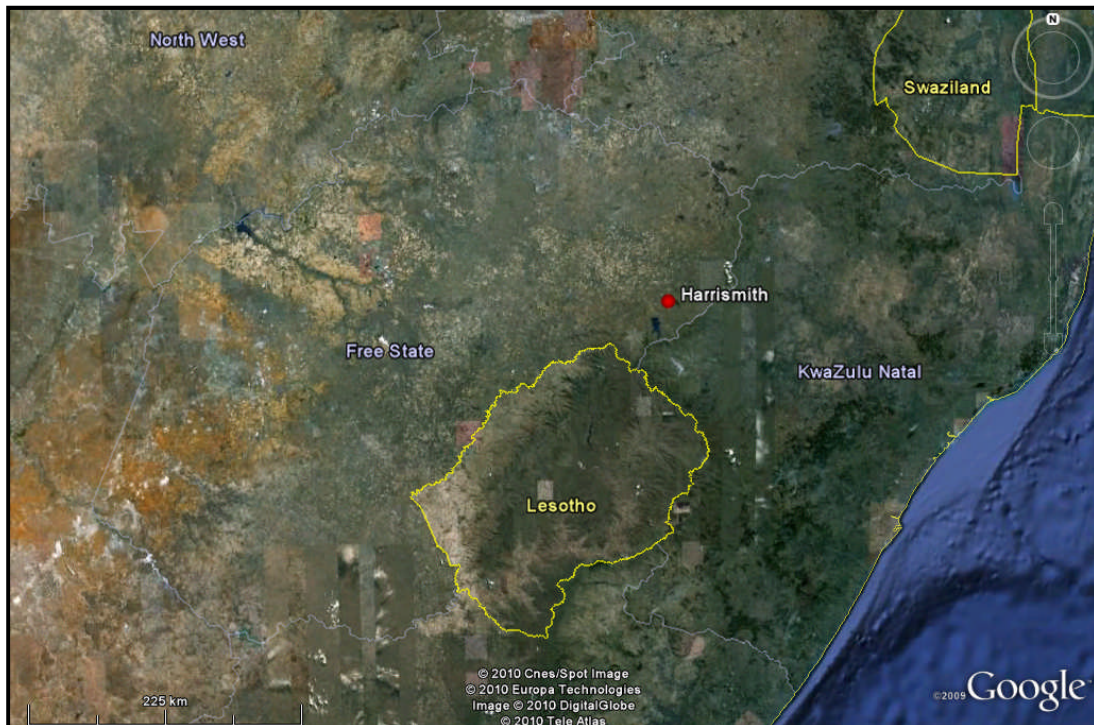 North West
N
Swaziland
Harrismith
Free State
KwaZulu Natal
Lesotho
225 km
© 2010 Cnes/Spot Image
© 2010 Europa Technologies
Image © 2010 DigitalGlobe
© 2010 Tele Atlas
©2009 Google™